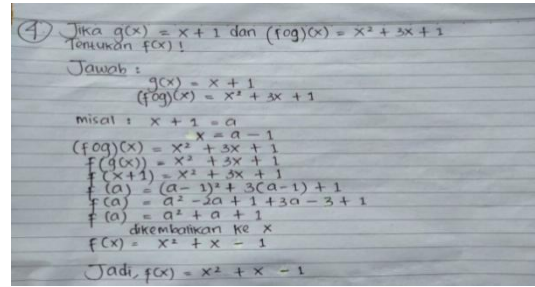 4. Jika g(x) = x + 1 dan (fog)(x) = x² + 3x + 1
Tentukan f(x) !
Jawab :
g(x) = x + 1
(fog)(x) = x² + 3x + 1
misal : x + 1 = a
x = a - 1
(fog)(x) = x² + 3x + 1
f(g(x)) = x² + 3x + 1
f(x+1) = x² + 3x + 1
f(a) = (a - 1)² + 3(a-1) + 1
f(a) = a² - 2a + 1 + 3a - 3 + 1
f(a) = a² + a + 1
dikembalikan ke x
f(x) = x² + x - 1
Jadi, f(x) = x² + x - 1